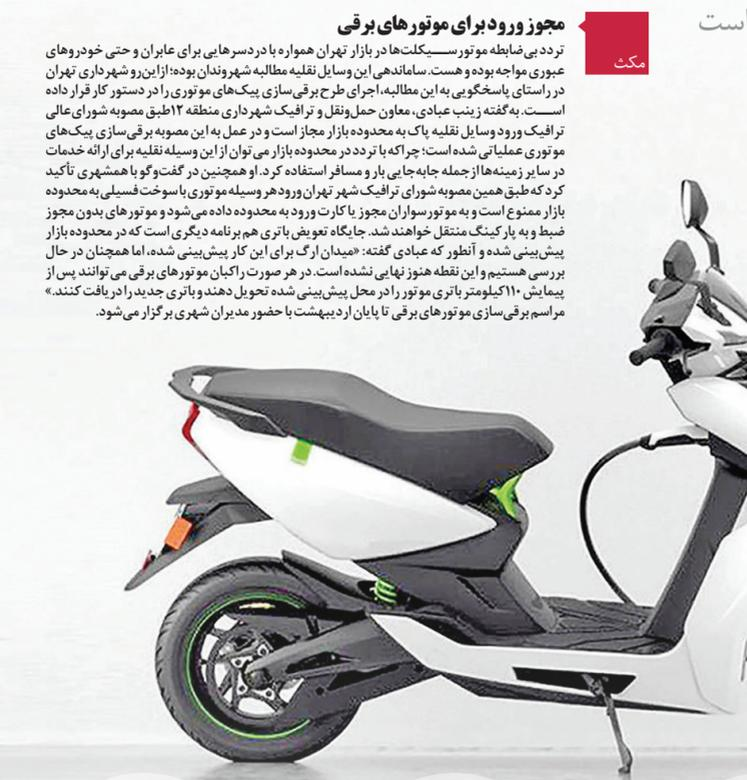 است
مکث
مجوز ورود برای موتورهای برقی
تردد بی‌ضابطه موتورسیکلت‌ها در بازار تهران همواره با دردسرهایی برای عابران و حتی خودروهای
عبوری مواجه بوده و هست. ساماندهی این وسایل نقلیه مطالبه شهروندان بوده؛ از این‌رو شهرداری تهران
در راستای پاسخگویی به این مطالبه، اجرای طرح برقی‌سازی پیک‌های موتوری را در دستور کار قرار داده
است. به‌گفته زینب عبادی، معاون حمل‌ونقل و ترافیک شهرداری منطقه ۱۲طبق مصوبه شورای‌عالی
ترافیک ورود وسایل نقلیه پاک به محدوده بازار مجاز است و در عمل به این مصوبه برقی‌سازی پیک‌های
موتوری عملیاتی شده است؛ چراکه با تردد در محدوده بازار می‌توان از این وسیله نقلیه برای ارائه خدمات
در سایر زمینه‌ها ازجمله جابه‌جایی بار و مسافر استفاده کرد. او همچنین در گفت‌وگو با همشهری تأکید
کرد که طبق همین مصوبه شورای ترافیک شهر تهران ورود هر وسیله موتوری با سوخت فسیلی به محدوده
بازار ممنوع است و به موتورسواران مجوز یا کارت ورود به محدوده داده می‌شود و موتورهای بدون مجوز
ضبط و به پارکینگ منتقل خواهند شد. جایگاه تعویض باتری هم برنامه دیگری است که در محدوده بازار
پیش‌بینی شده و آنطور که عبادی گفته: «میدان ارگ برای این کار پیش‌بینی شده، اما همچنان در حال
بررسی هستیم و این نقطه هنوز نهایی نشده است. در هر صورت راکبان موتورهای برقی می‌توانند پس از
پیمایش ۱۱۰کیلومتر باتری موتور را در محل پیش‌بینی شده تحویل دهند و باتری جدید را دریافت کنند.»
مراسم برقی‌سازی موتورهای برقی تا پایان اردیبهشت با حضور مدیران شهری برگزار می‌شود.